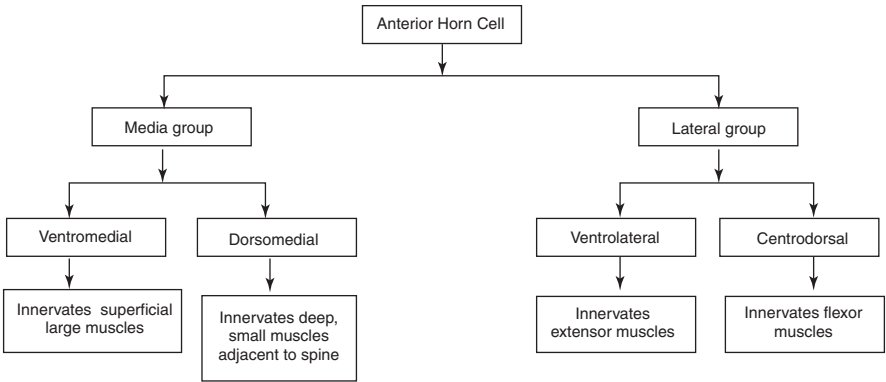 Anterior Horn Cell
Media group
Lateral group
Ventromedial
Dorsomedial
Ventrolateral
Centrodorsal
Innervates superficial
large muscles
Innervates deep,
small muscles
adjacent to spine
Innervates
extensor muscles
Innervates flexor
muscles